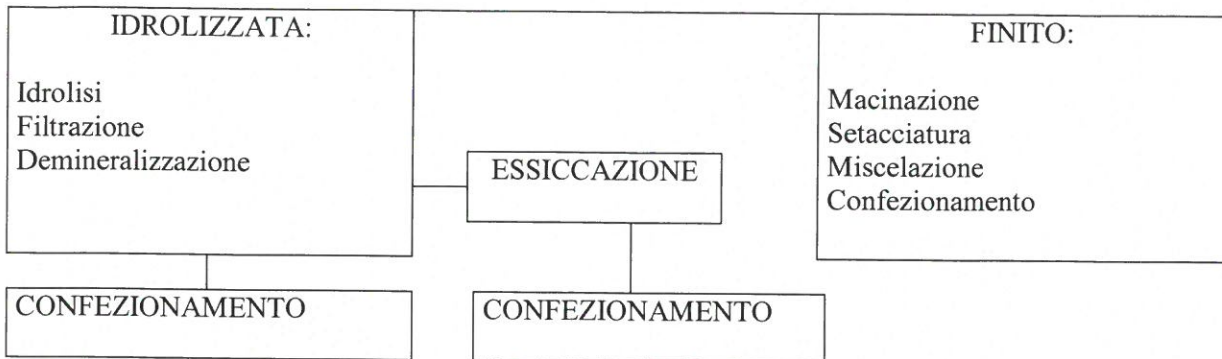 IDROLIZZATA:
Idrolisi
Filtrazione
Demineralizzazione
ESSICCAZIONE
FINITO:
Macinazione
Setacciatura
Miscelazione
Confezionamento
CONFEZIONAMENTO
CONFEZIONAMENTO